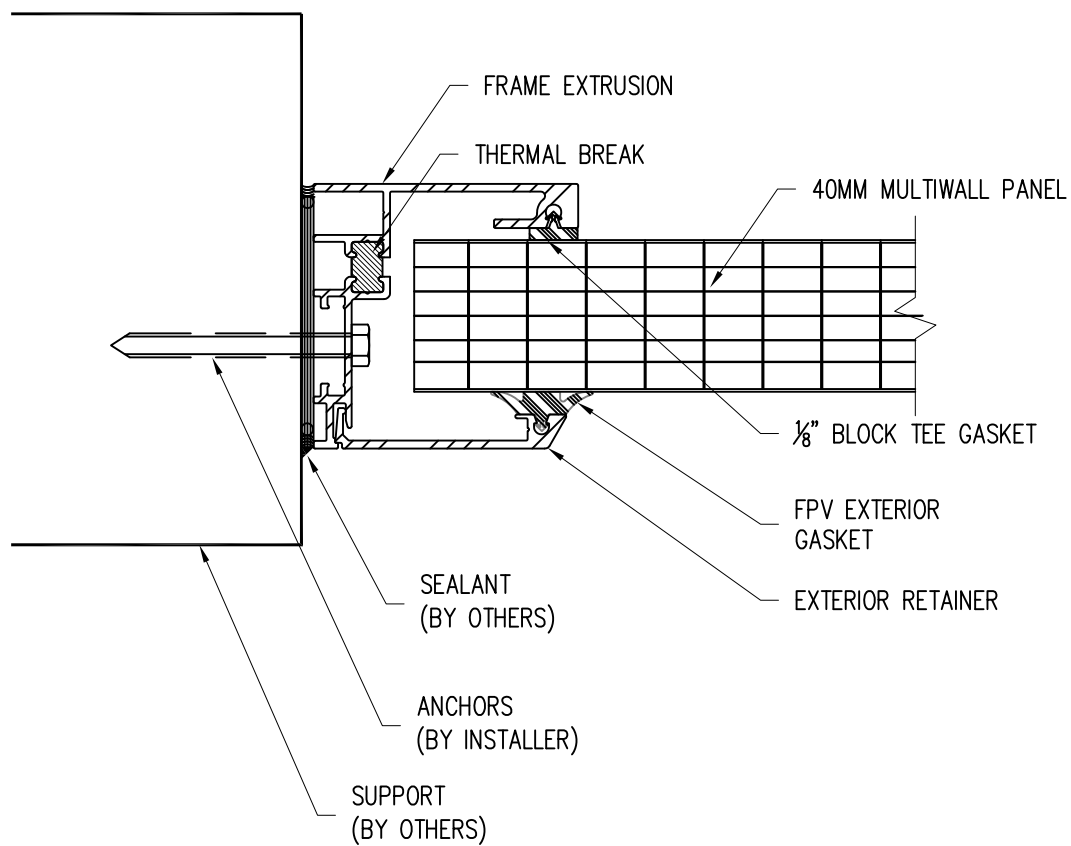 FRAME EXTRUSION
THERMAL BREAK
40MM MULTIWALL PANEL
⅛" BLOCK TEE GASKET
FPV EXTERIOR
GASKET
EXTERIOR RETAINER
SEALANT
(BY OTHERS)
ANCHORS
(BY INSTALLER)
SUPPORT
(BY OTHERS)